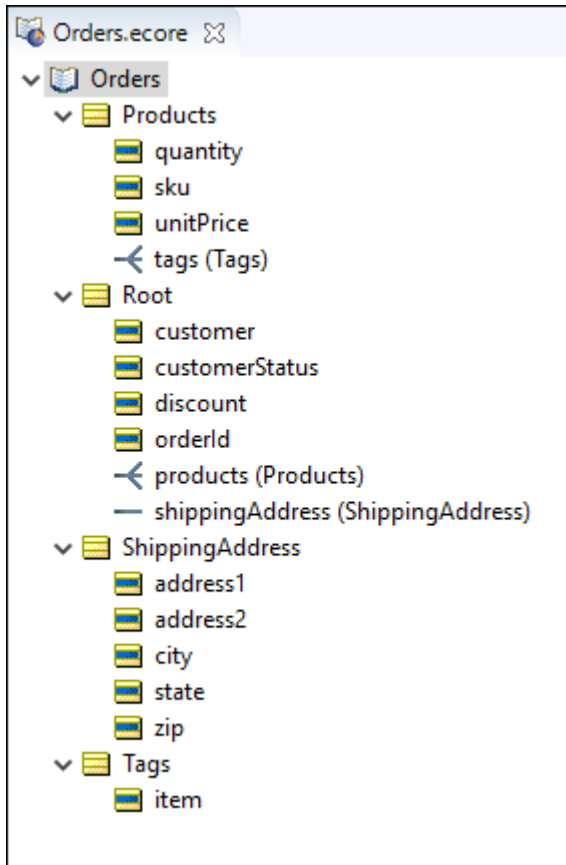 Orders.ecore
Orders
Products
quantity
sku
unitPrice
tags (Tags)
Root
customer
customerStatus
discount
orderId
products (Products)
shippingAddress (ShippingAddress)
ShippingAddress
address1
address2
city
state
zip
Tags
item